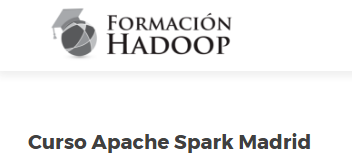 FORMACIÓN
HADOOP
Curso Apache Spark Madrid